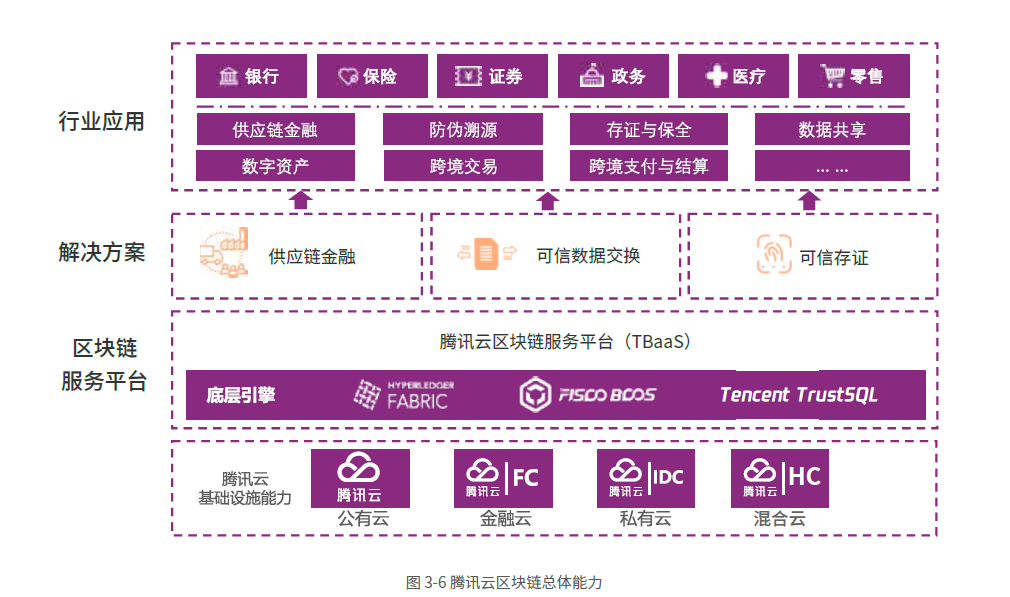 行业应用
银行 保险 证券 政务 医疗 零售
供应链金融 防伪溯源 存证与保全 数据共享
数字资产 跨境交易 跨境支付与结算 ... ...
解决方案
供应链金融 可信数据交换 可信存证
区块链
服务平台
腾讯云区块链服务平台（TBaaS）
底层引擎 HYPERLEDGER FABRIC FISCO BCOS Tencent TrustSQL
腾讯云
基础设施能力
腾讯云 腾讯云 FC 腾讯云 IDC 腾讯云 HC
公有云 金融云 私有云 混合云
图 3-6 腾讯云区块链总体能力